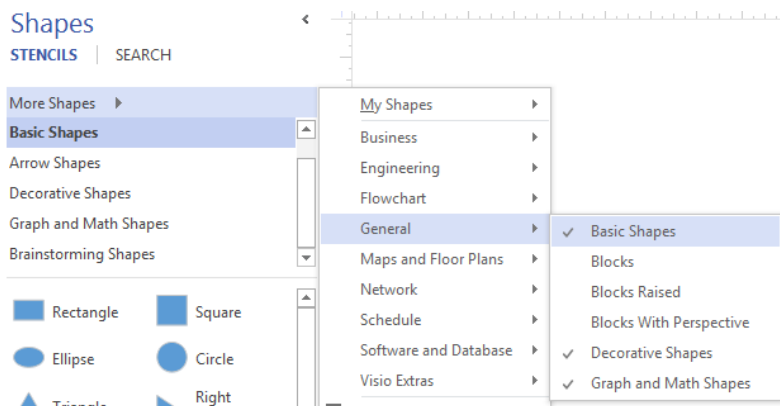 Shapes
STENCILS | SEARCH
More Shapes
Basic Shapes
Arrow Shapes
Decorative Shapes
Graph and Math Shapes
Brainstorming Shapes
Rectangle
Square
Ellipse
Circle
Triangle
Right
My Shapes
Business
Engineering
Flowchart
General
Maps and Floor Plans
Network
Schedule
Software and Database
Visio Extras
Basic Shapes
Blocks
Blocks Raised
Blocks With Perspective
Decorative Shapes
Graph and Math Shapes